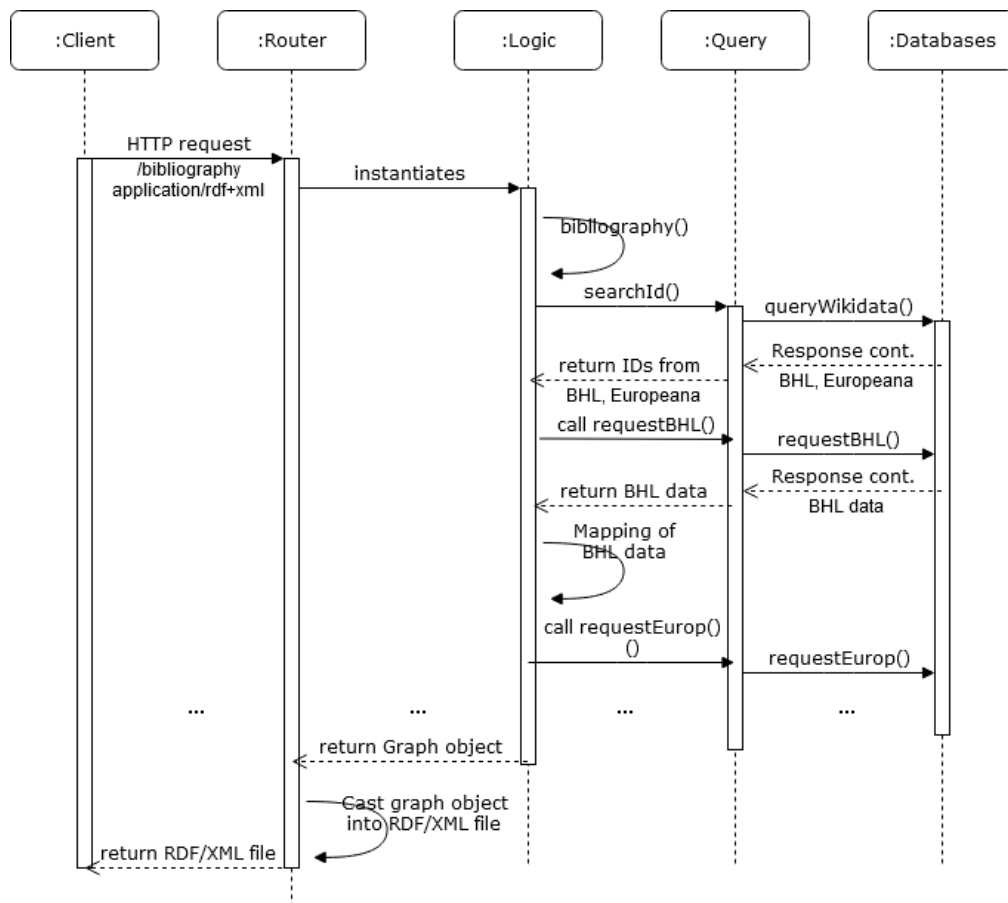 :Client
:Router
:Logic
:Query
:Databases
HTTP request
/bibliography
application/rdf+xml
instantiates
bibliography()
searchId()
queryWikidata()
Response cont.
BHL, Europeana
return IDs from
BHL, Europeana
call requestBHL()
requestBHL()
Response cont.
BHL data
return BHL data
Mapping of
BHL data
call requestEurop()
()
requestEurop()
...
...
...
...
return Graph object
Cast graph object
into RDF/XML file
return RDF/XML file